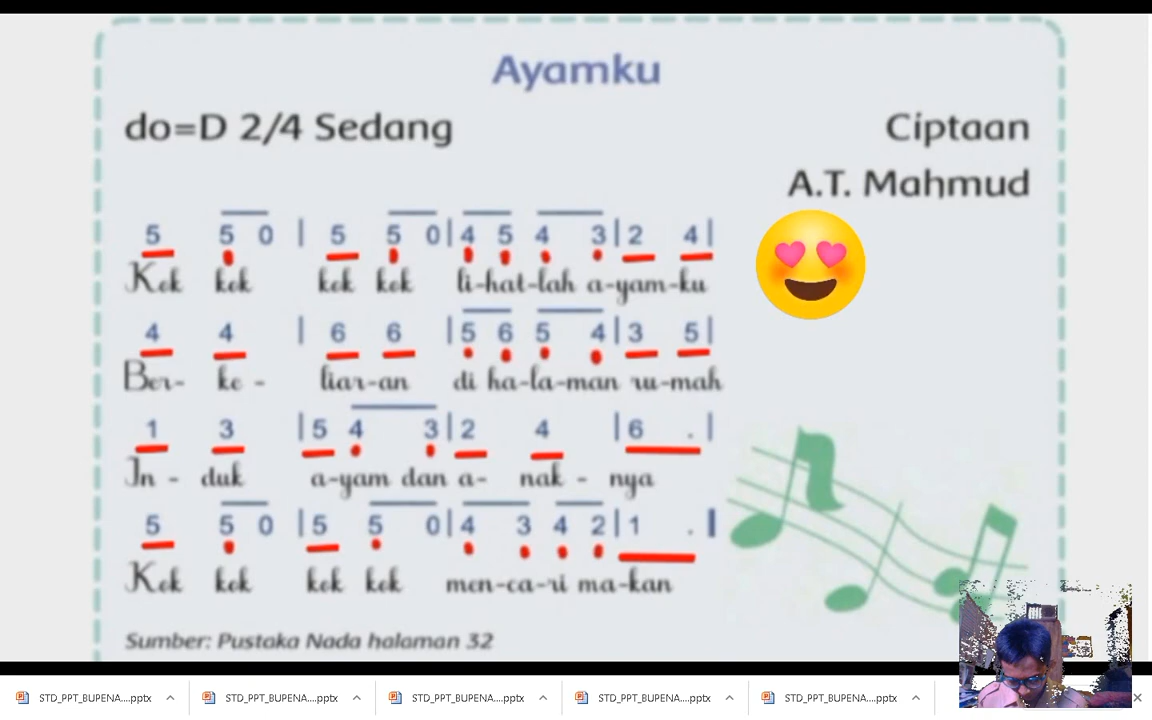 Ayamku
do=D 2/4 Sedang
Ciptaan
A.T. Mahmud
5 5 0 | 5 5 0 | 4 5 4 3 | 2 4 |
Kok kok kok kok li-hat-lah a-yam-ku
4 4 | 6 6 | 5 6 5 4 | 3 5 |
Ber- ke - liar-an di ha-la-man ru-mah
1 3 | 5 4 3 | 2 4 | 6 . |
In - duk a-yam dan a- nak - nya
5 5 0 | 5 5 0 | 4 3 4 2 | 1 . |
Kok kok kok kok men-ca-ri ma-kan
Sumber: Pustaka Nada halaman 32
STD_PPT_BUPENA....pptx STD_PPT_BUPENA....pptx STD_PPT_BUPENA....pptx STD_PPT_BUPENA....pptx STD_PPT_BUPENA....pptx